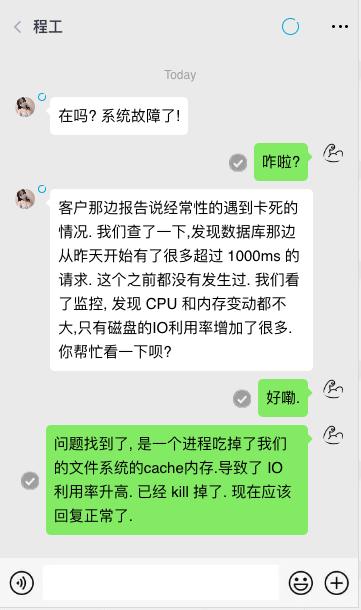 程工
Today
在吗? 系统故障了!
咋啦?
客户那边报告说经常性的遇到卡死的
情况. 我们查了一下,发现数据库那边
从昨天开始有了很多超过 1000ms 的
请求. 这个之前都没有发生过. 我们看
了监控, 发现 CPU 和内存变动都不
大,只有磁盘的IO利用率增加了很多.
你帮忙看一下呗?
好嘞.
问题找到了, 是一个进程吃掉了我们
的文件系统的cache内存.导致了 IO
利用率升高. 已经 kill 掉了. 现在应该
回复正常了.